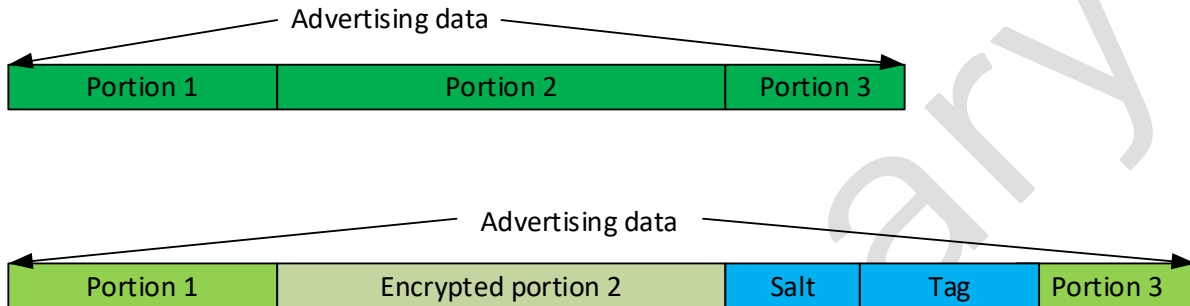 Advertising data
Portion 1 Portion 2 Portion 3
Advertising data
Portion 1 Encrypted portion 2 Salt Tag Portion 3
ary